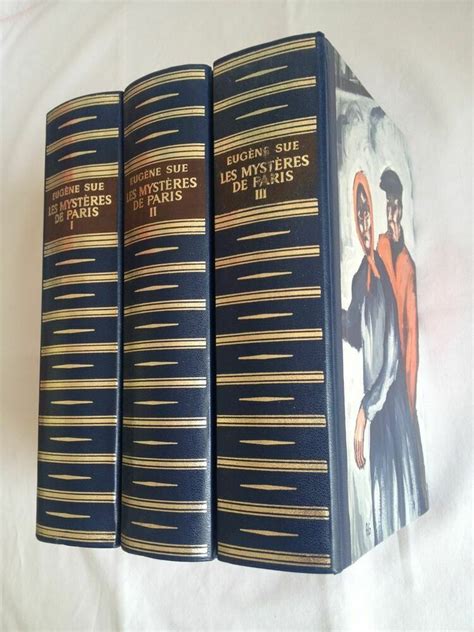 EUGÈNE SUE
LES MYSTÈRES
DE PARIS
I
EUGÈNE SUE
LES MYSTÈRES
DE PARIS
II
EUGÈNE SUE
LES MYSTÈRES
DE PARIS
III